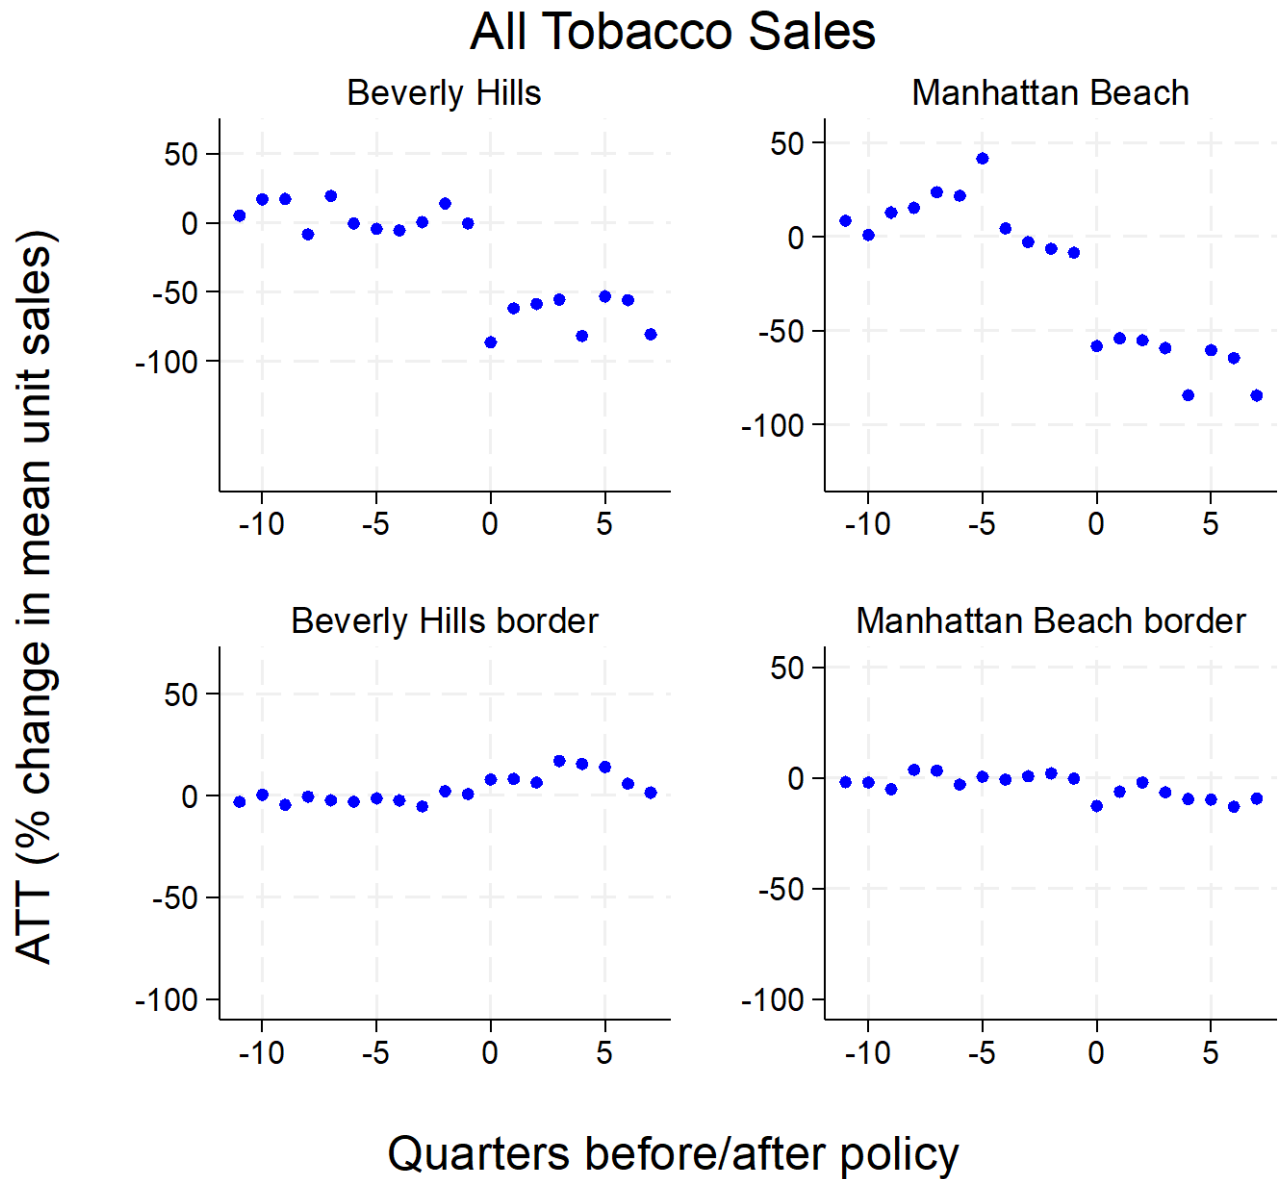 All Tobacco Sales
Beverly Hills
Manhattan Beach
50
0
-50
-100
-10 -5 0 5
50
0
-50
-100
-10 -5 0 5
Beverly Hills border
Manhattan Beach border
50
0
-50
-100
-10 -5 0 5
50
0
-50
-100
-10 -5 0 5
ATT (% change in mean unit sales)
Quarters before/after policy